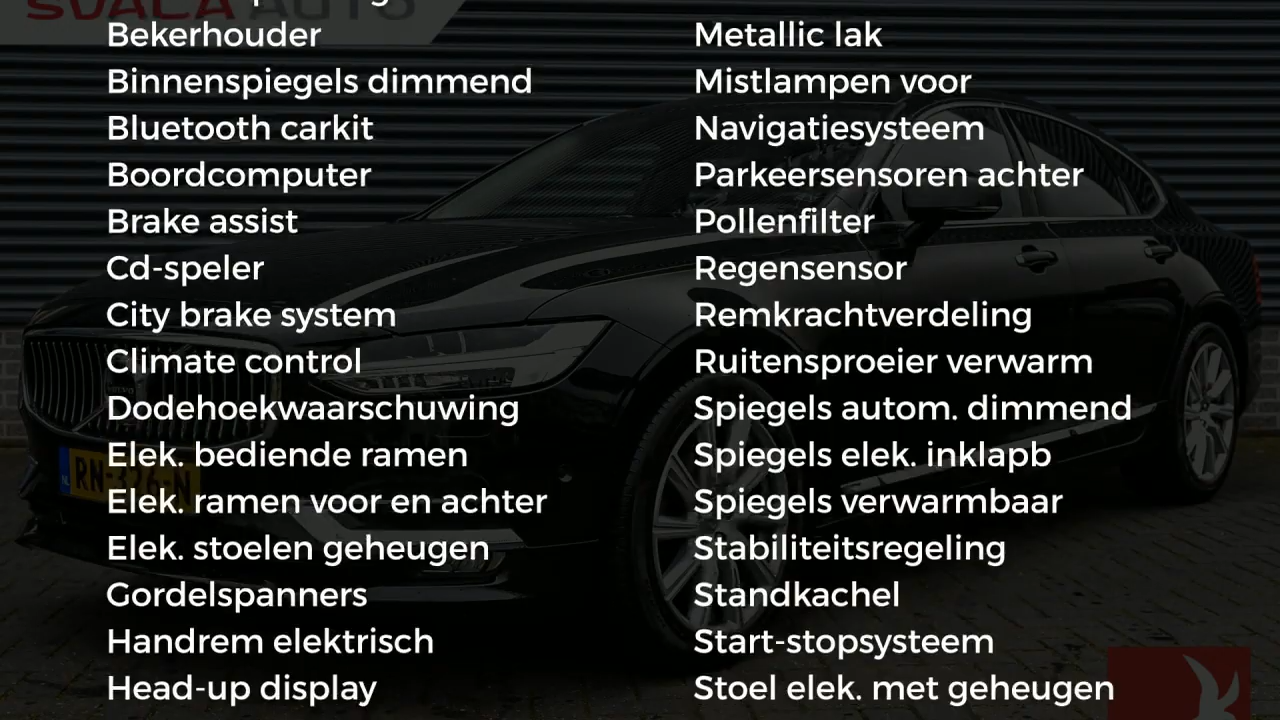 Bekerhouder
Binnenspiegels dimmend
Bluetooth carkit
Boordcomputer
Brake assist
Cd-speler
City brake system
Climate control
Dodehoekwaarschuwing
Elek. bediende ramen
Elek. ramen voor en achter
Elek. stoelen geheugen
Gordelspanners
Handrem elektrisch
Head-up display
Metallic lak
Mistlampen voor
Navigatiesysteem
Parkeersensoren achter
Pollenfilter
Regensensor
Remkrachtverdeling
Ruitensproeier verwarm
Spiegels autom. dimmend
Spiegels elek. inklapb
Spiegels verwarmbaar
Stabiliteitsregeling
Standkachel
Start-stopsysteem
Stoel elek. met geheugen